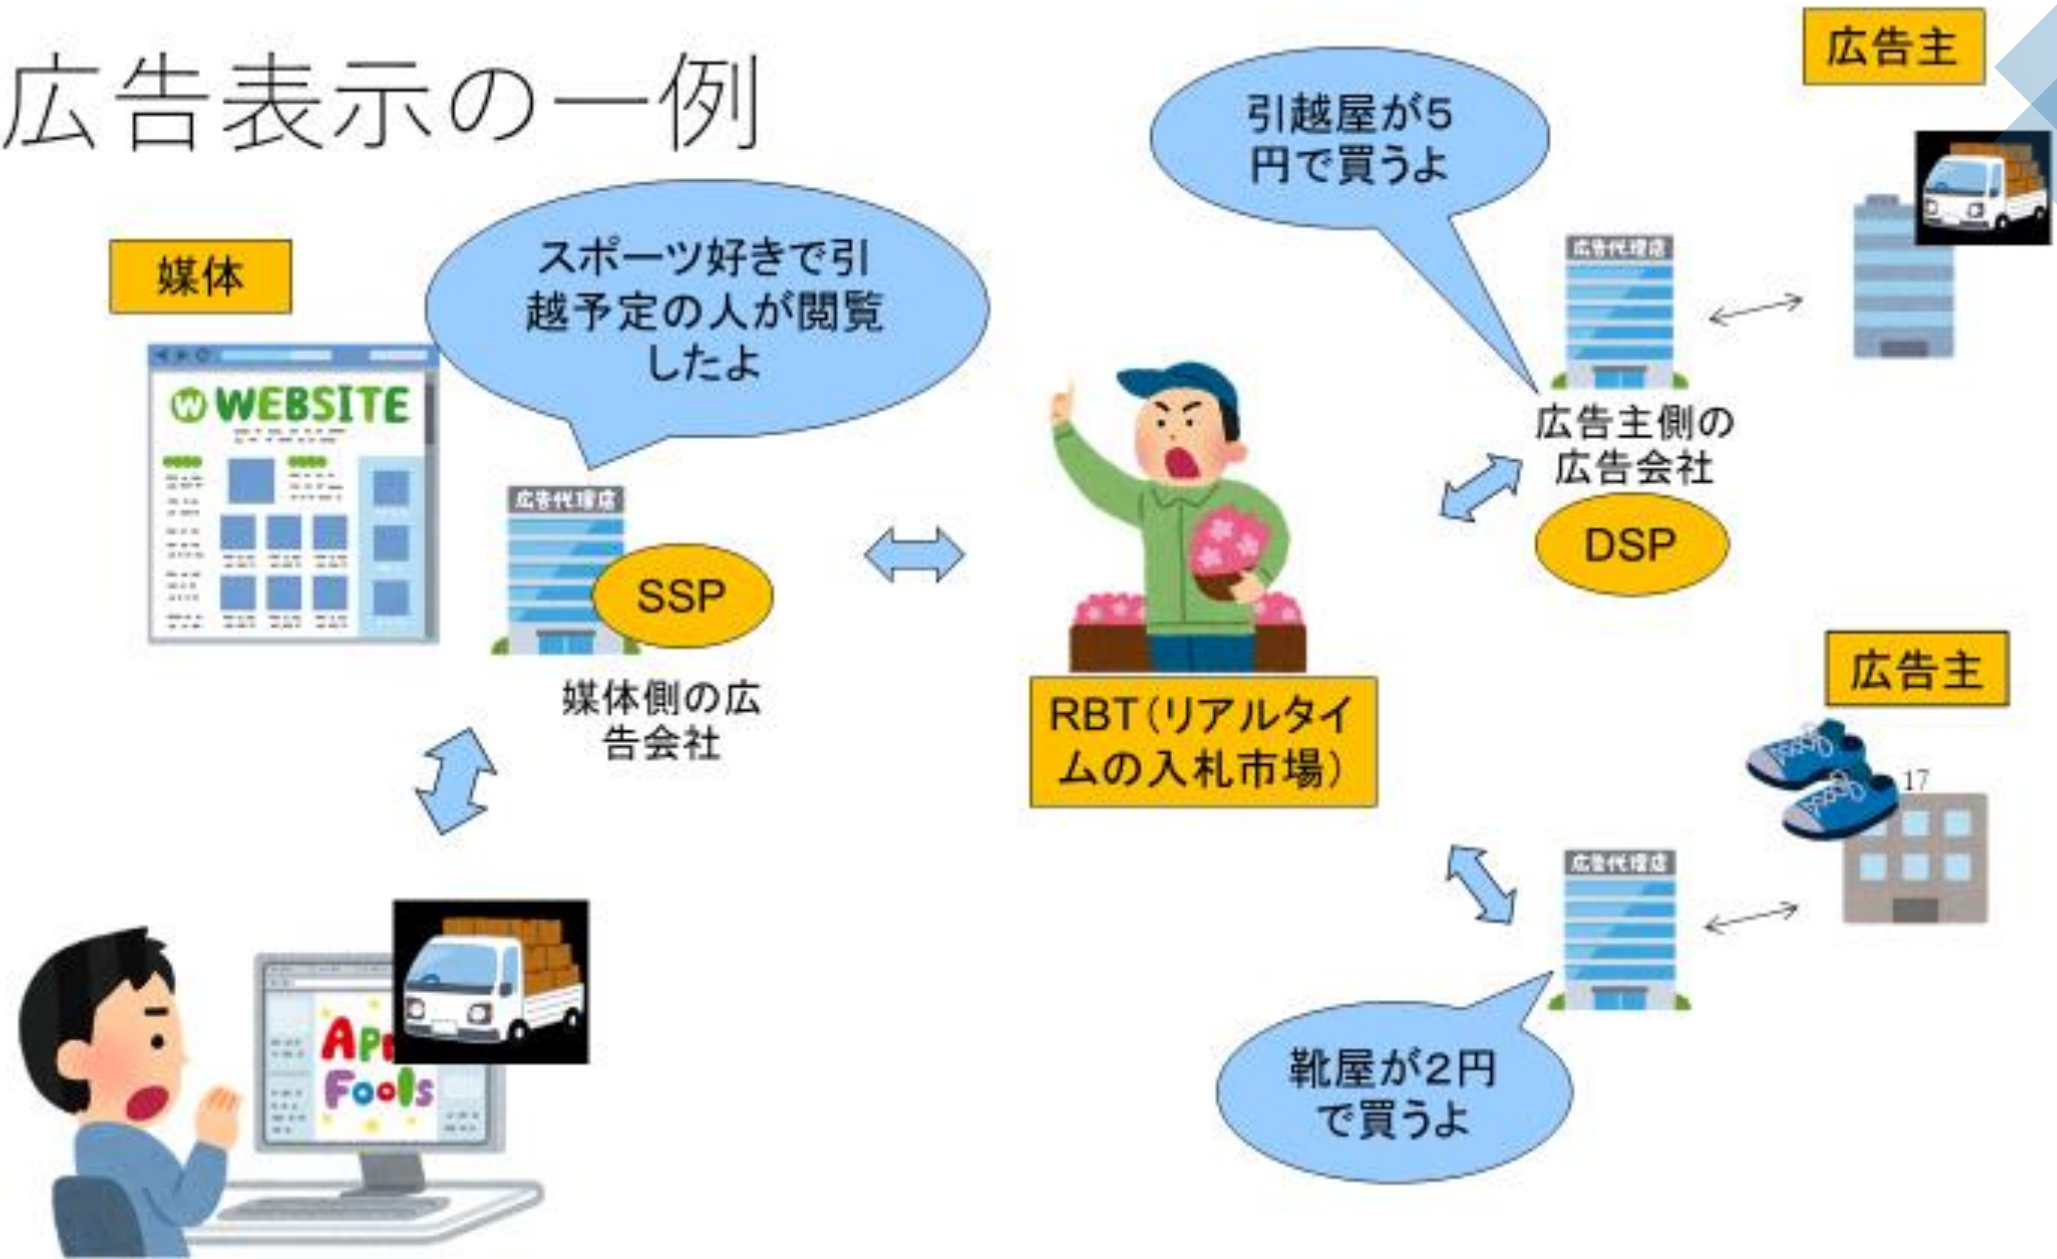 広告表示の一例
広告主
引越屋が5
円で買うよ
スポーツ好きで引
越予定の人が閲覧
したよ
媒体
W WEBSITE
広告代理店
SSP
媒体側の広
告会社
広告代理店
広告主側の
広告会社
DSP
RBT(リアルタイ
ムの入札市場)
広告主
17
広告代理店
靴屋が2円
で買うよ
Fools